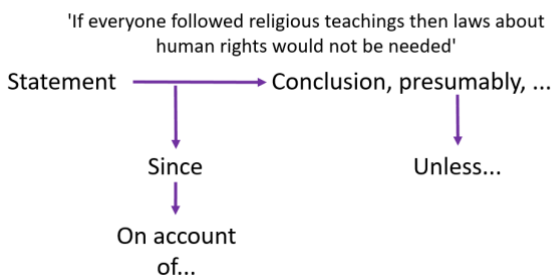 'If everyone followed religious teachings then laws about
human rights would not be needed'
Statement
Conclusion, presumably, ...
Since
Unless...
On account
of...